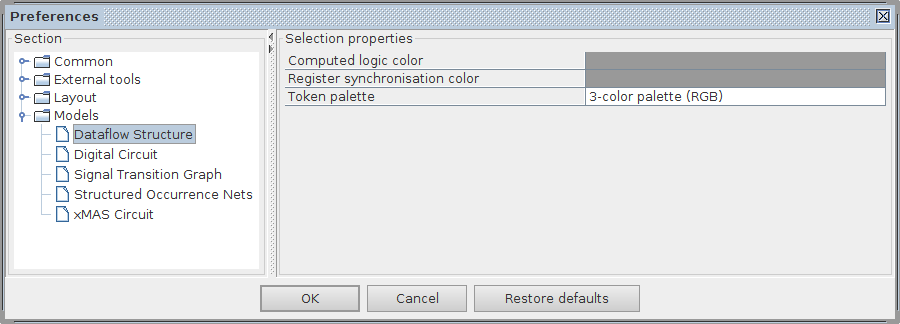 Preferences
Section
Common
External tools
Layout
Models
Dataflow Structure
Digital Circuit
Signal Transition Graph
Structured Occurrence Nets
xMAS Circuit
Selection properties
Computed logic color
Register synchronisation color
Token palette 3-color palette (RGB)
OK Cancel Restore defaults